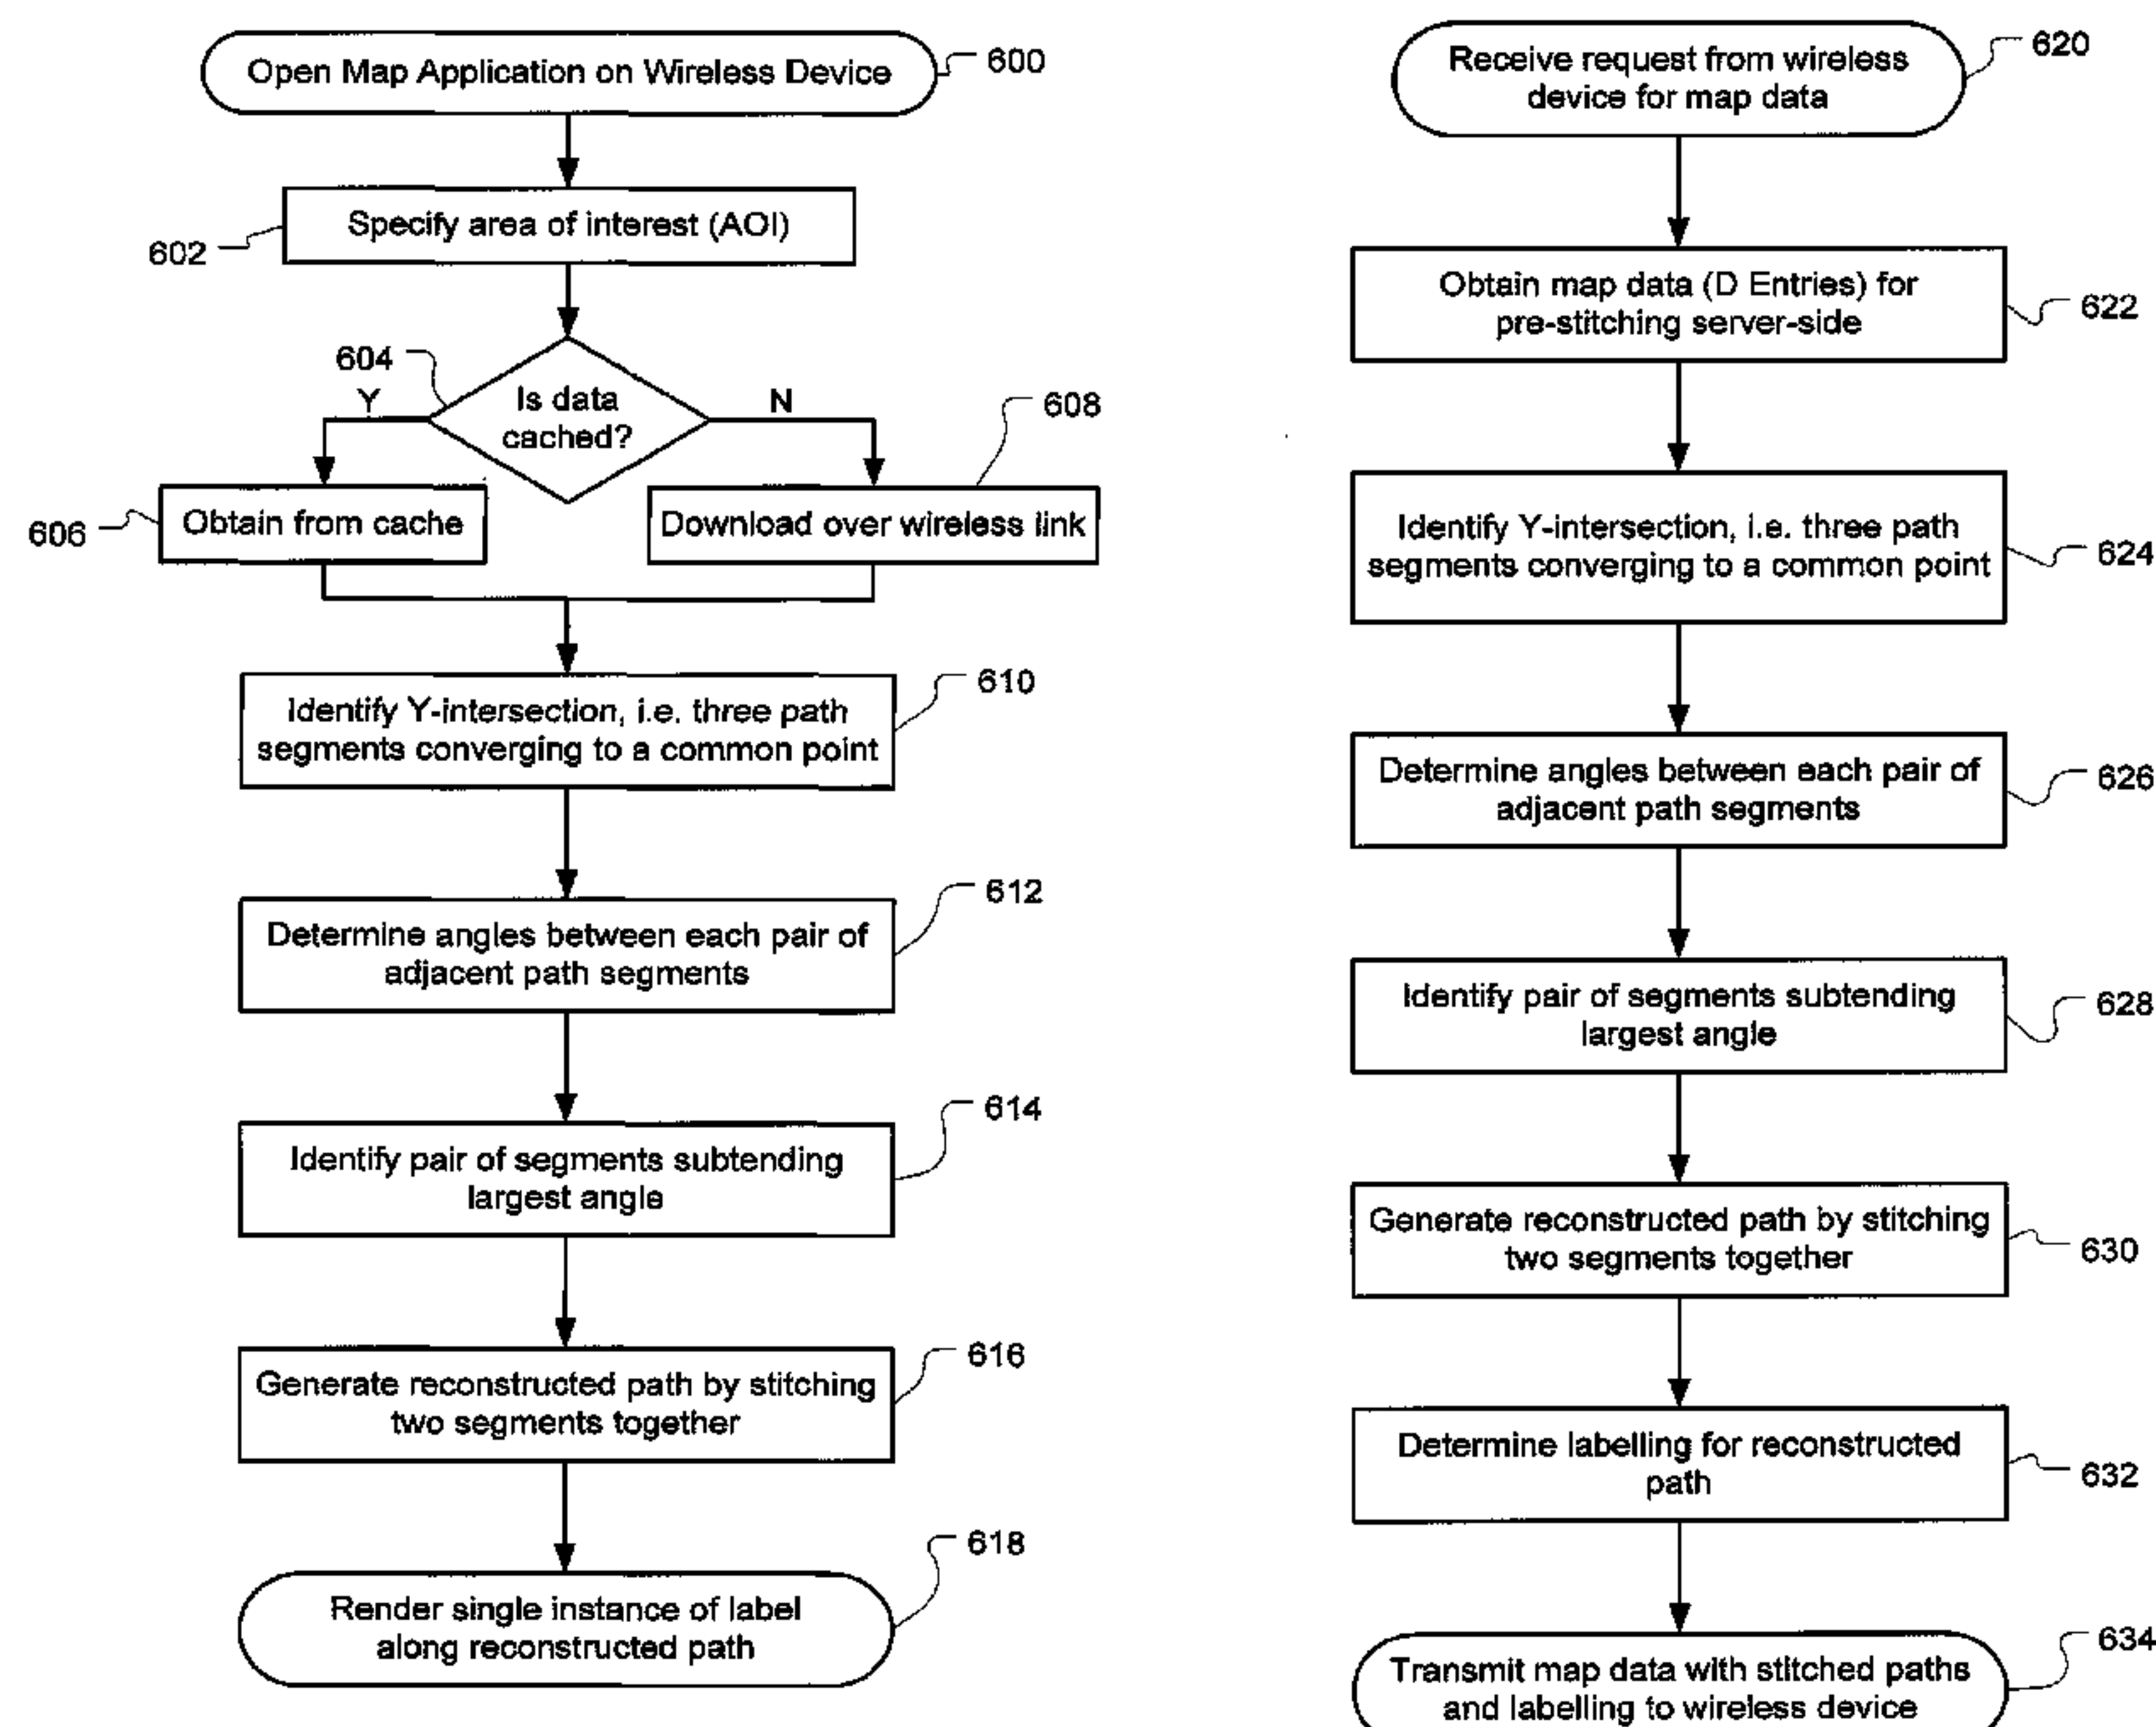 Open Map Application on Wireless Device
600
Specify area of interest (AOI)
602
604
Is data
cached?
Y
N
608
606
Obtain from cache
Download over wireless link
610
Identify Y-intersection, i.e. three path
segments converging to a common point
612
Determine angles between each pair of
adjacent path segments
614
Identify pair of segments subtending
largest angle
616
Generate reconstructed path by stitching
two segments together
618
Render single instance of label
along reconstructed path
Receive request from wireless
device for map data
620
Obtain map data (D Entries) for
pre-stitching server-side
622
Identify Y-intersection, i.e. three path
segments converging to a common point
624
Determine angles between each pair of
adjacent path segments
626
Identify pair of segments subtending
largest angle
628
Generate reconstructed path by stitching
two segments together
630
Determine labelling for reconstructed
path
632
634
Transmit map data with stitched paths
and labelling to wireless device